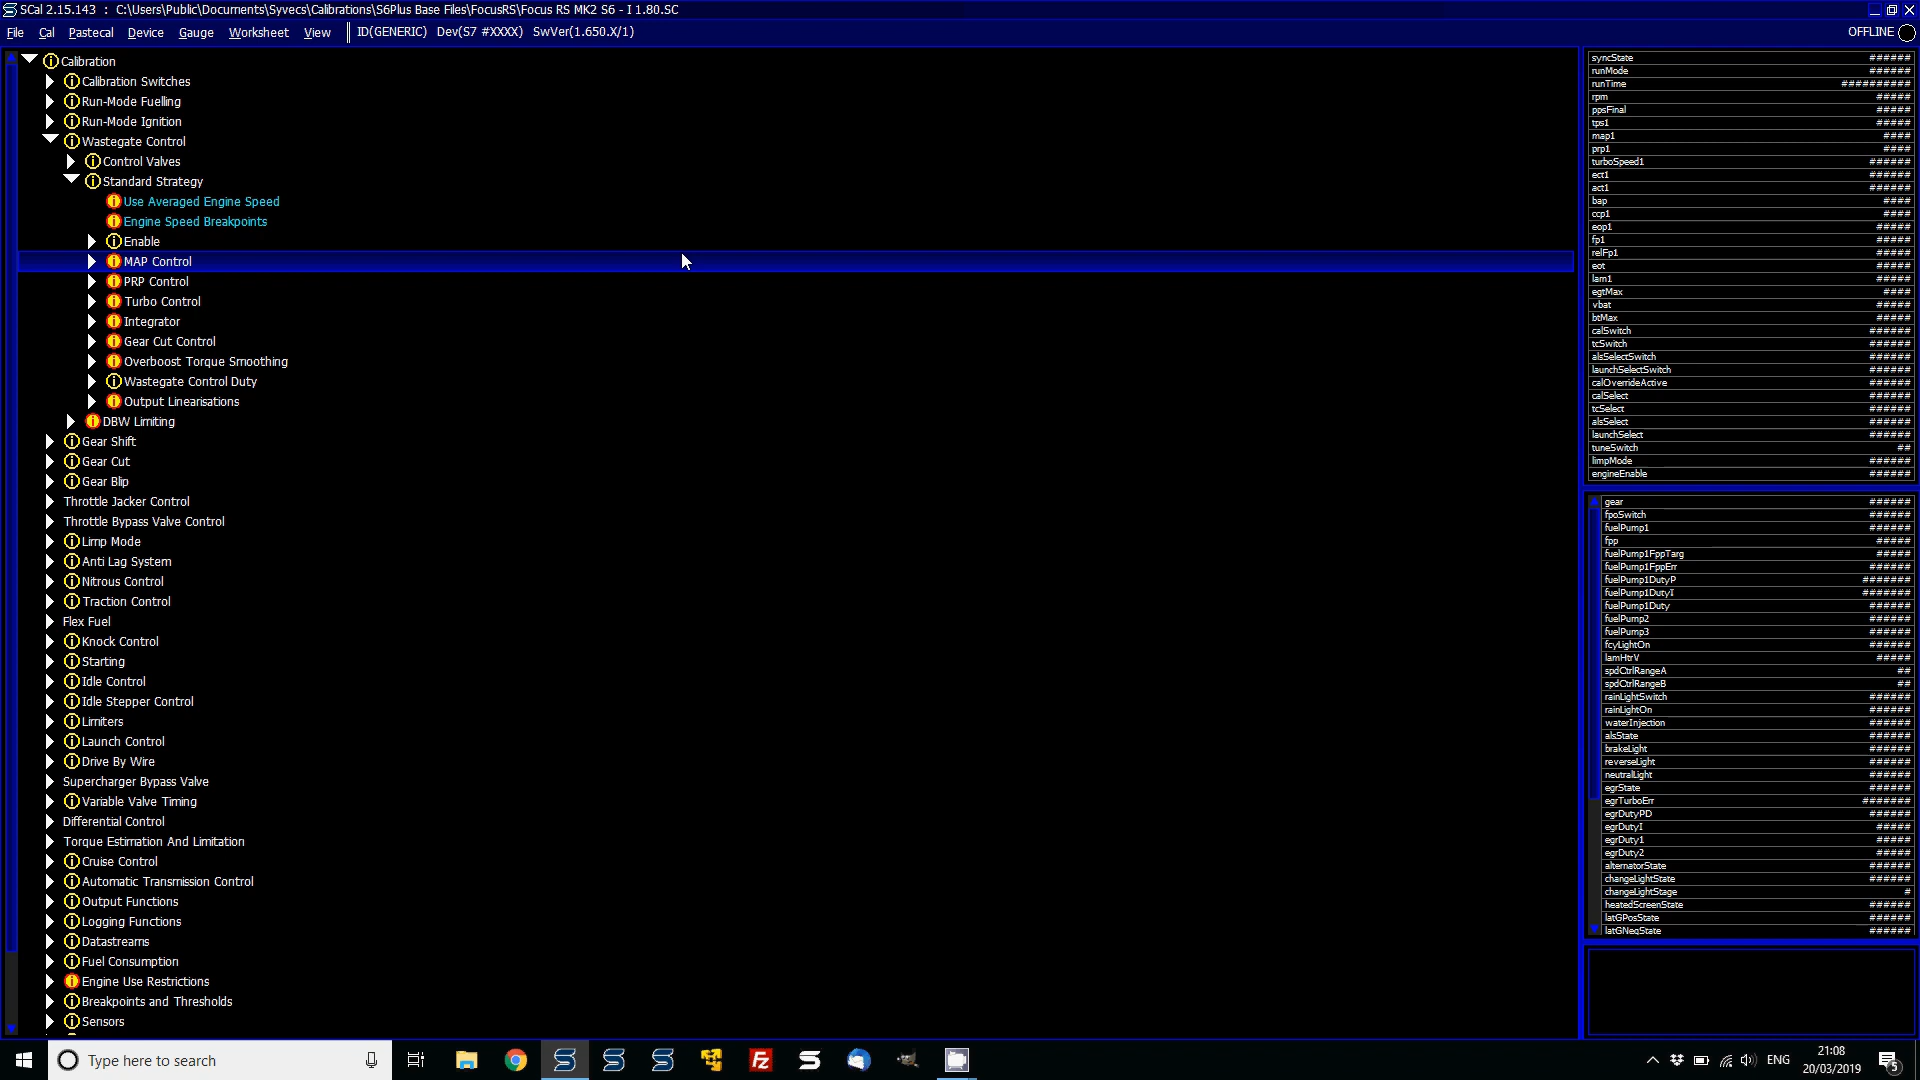 SCal 2.15.143 : C:\Users\Public\Documents\Syvecs\Calibrations\S6Plus Base Files\FocusRS\Focus RS MK2 S6 - I 1.80.SC
File Cal Pastecal Device Gauge Worksheet View ID(GENERIC) Dev(S7 #XXXX) SwVer(1.650.X/1) OFFLINE
Calibration
Calibration Switches
Run-Mode Fuelling
Run-Mode Ignition
Wastegate Control
Control Valves
Standard Strategy
Use Averaged Engine Speed
Engine Speed Breakpoints
Enable
MAP Control
PRP Control
Turbo Control
Integrator
Gear Cut Control
Overboost Torque Smoothing
Wastegate Control Duty
Output Linearisations
DBW Limiting
Gear Shift
Gear Cut
Gear Blip
Throttle Jacker Control
Throttle Bypass Valve Control
Limp Mode
Anti Lag System
Nitrous Control
Traction Control
Flex Fuel
Knock Control
Starting
Idle Control
Idle Stepper Control
Limiters
Launch Control
Drive By Wire
Supercharger Bypass Valve
Variable Valve Timing
Differential Control
Torque Estimation And Limitation
Cruise Control
Automatic Transmission Control
Output Functions
Logging Functions
Datastreams
Fuel Consumption
Engine Use Restrictions
Breakpoints and Thresholds
Sensors
syncState ######
runMode ######
runTime ##########
rpm #####
ppsFinal #####
tps1 #####
map1 ####
prp1 ####
turboSpeed1 ######
ect1 #####
act1 #####
bap ####
ccp1 ####
eop1 #####
fp1 #####
relFp1 #####
eot #####
lam1 #####
egtMax ####
vbat #####
btMax #####
calSwitch ######
tcSwitch ######
alsSelectSwitch ######
launchSelectSwitch ######
calOverrideActive ######
calSelect ######
tcSelect ######
alsSelect ######
launchSelect ######
tuneSwitch ##
limpMode ######
engineEnable ######
gear ######
fpoSwitch ######
fuelPump1 ######
fpp #####
fuelPump1FppTarg #####
fuelPump1FppErr ######
fuelPump1DutyP #######
fuelPump1DutyI #######
fuelPump1Duty ######
fuelPump2 ######
fuelPump3 ######
fcyLightOn ######
lamHtrV #####
spdCtrlRangeA ##
spdCtrlRangeB ##
rainLightSwitch ######
rainLightOn ######
waterInjection ######
alsState ######
brakeLight ######
reverseLight ######
neutralLight ######
egrState ######
egrTurboErr #######
egrDutyPD ######
egrDutyI #####
egrDuty1 #####
egrDuty2 #####
alternatorState ######
changeLightState ######
changeLightStage #
heatedScreenState ######
latGPosState ######
latGNegState ######
Type here to search
ENG
21:08
20/03/2019
5